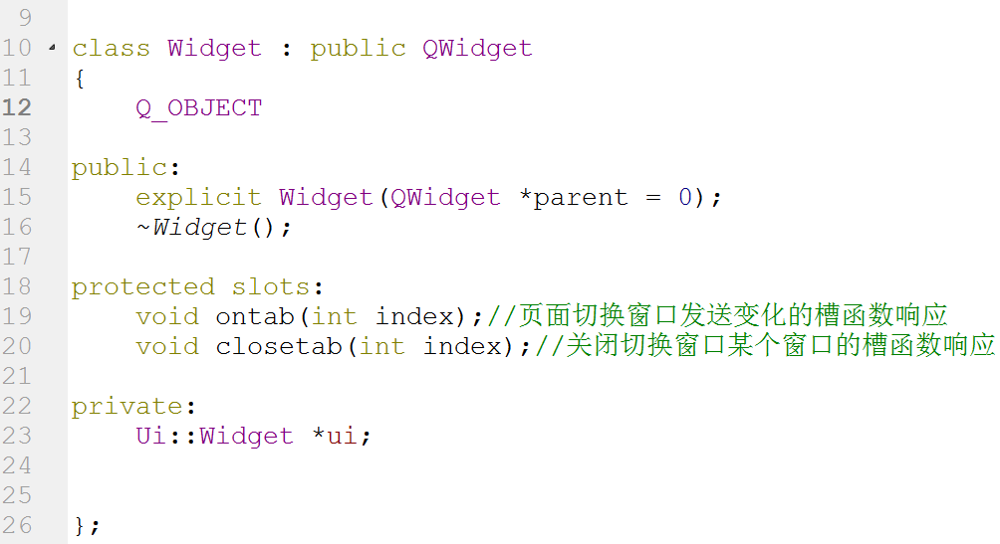 9
10 class Widget : public QWidget
11 {
12     Q_OBJECT
13
14 public:
15     explicit Widget(QWidget *parent = 0);
16     ~Widget();
17
18 protected slots:
19     void ontab(int index);//页面切换窗口发送变化的槽函数响应
20     void closetab(int index);//关闭切换窗口某个窗口的槽函数响应
21
22 private:
23     Ui::Widget *ui;
24
25
26 };